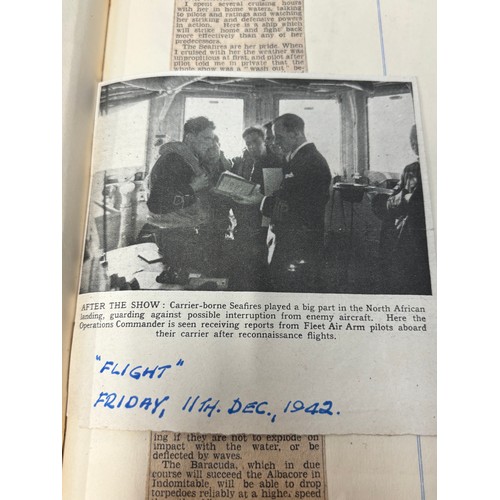 I spent several cruising hours
with her in home waters, talking
to pilots and ratings and watching
her striking and defensive powers
in action. Here is a ship which
will strike home and fight back
more effectively than any of her
predecessors.
The Seafires are her pride. When
I cruised with her the weather was
unpropitious at first, and pilot after
pilot told me in private that the
whole show was a "wash out" be-
AFTER THE SHOW: Carrier-borne Seafires played a big part in the North African
landing, guarding against possible interruption from enemy aircraft. Here the
Operations Commander is seen receiving reports from Fleet Air Arm pilots aboard
their carrier after reconnaissance flights.
"FLIGHT"
FRIDAY, 11TH. DEC., 1942.
ing if they are not to explode on
impact with the water, or be
deflected by waves.
The Baracuda, which in due
course will succeed the Albacore in
Indomitable, will be able to drop
torpedoes reliably at a higher speed